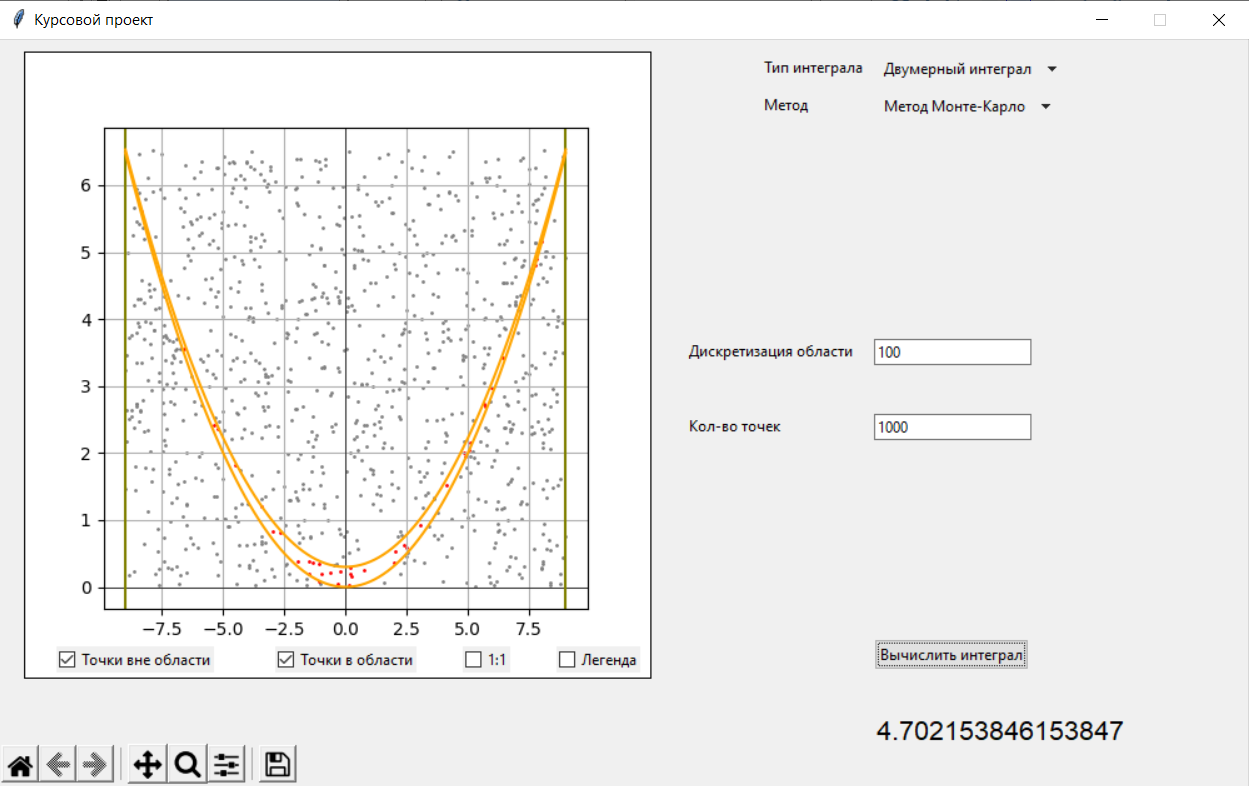 Курсовой проект
Тип интеграла Двумерный интеграл
Метод Метод Монте-Карло
6
5
4
3
2
1
0
−7.5 −5.0 −2.5 0.0 2.5 5.0 7.5
Точки вне области Точки в области 1:1 Легенда
Дискретизация области 100
Кол-во точек 1000
Вычислить интеграл
4.702153846153847